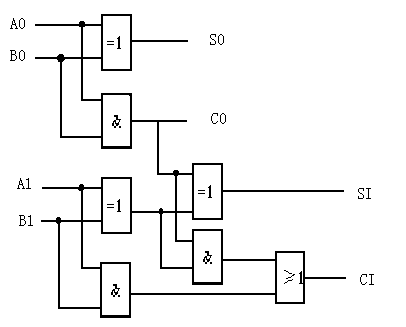 A0
=1
S0
B0
&
C0
A1
=1
=1
SI
B1
&
≥1
CI
&